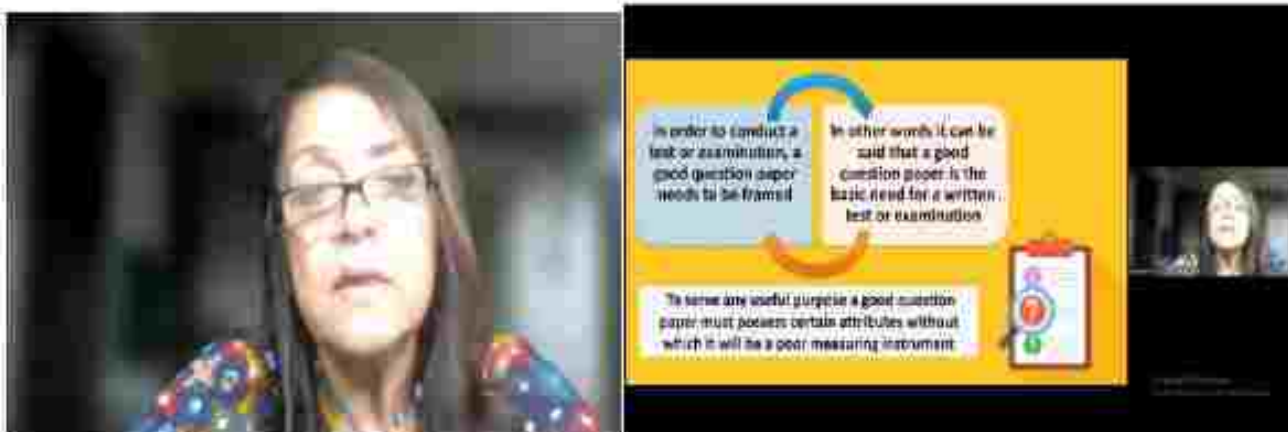 In order to conduct a
test or examination, a
good question paper
needs to be framed
In other words it can be
said that a good
question paper is the
basic need for a written
test or examination
To serve any useful purpose a good question
paper must possess certain attributes without
which it will be a poor measuring instrument